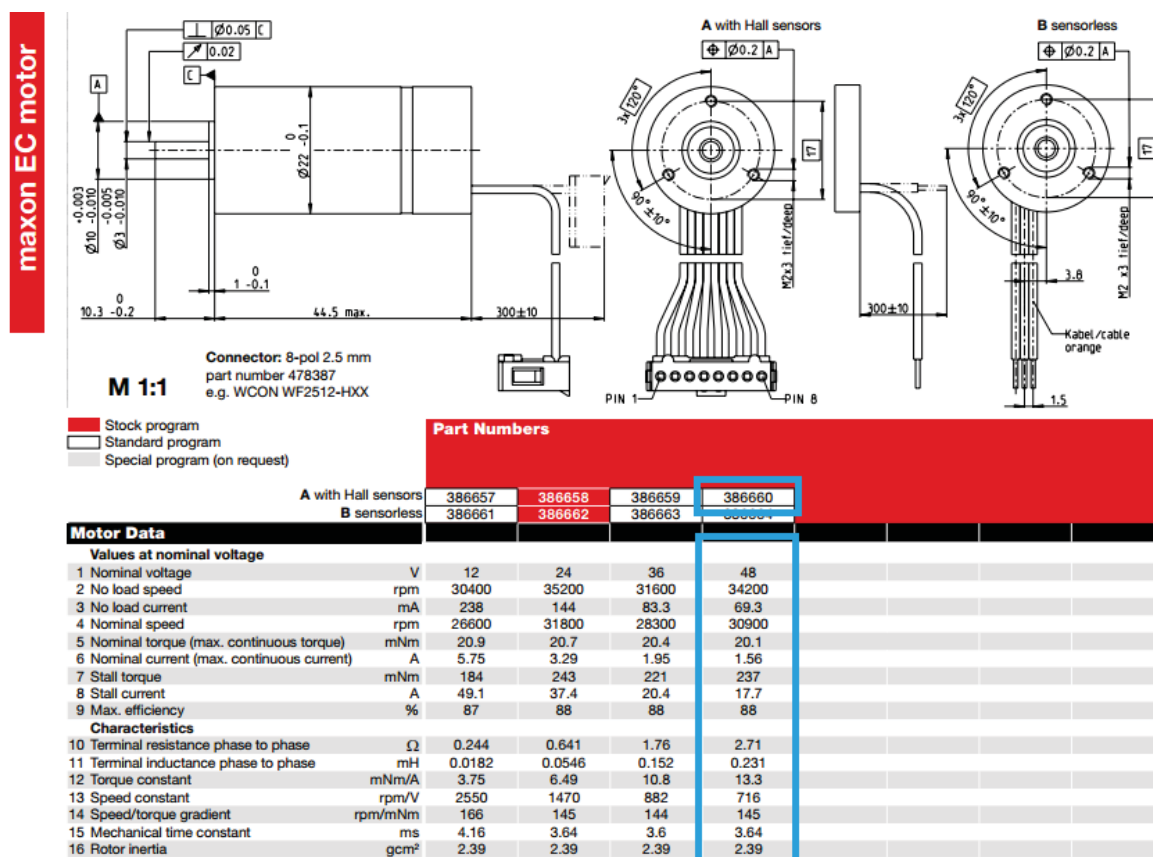 maxon EC motor
⊥ Ø0.05 C
↗ 0.02
A
C
Ø22 0 -0.1
Ø10 +0.003 -0.010
Ø3 -0.005 -0.010
1 0 -0.1
10.3 0 -0.2
44.5 max.
300±10
Connector: 8-pol 2.5 mm
part number 478387
e.g. WCON WF2512-HXX
M 1:1
A with Hall sensors
⌖ Ø0.2 A
3x 120°
17
90°±10°
M2x3 tief/deep
PIN 1
PIN 8
B sensorless
⌖ Ø0.2 A
3x 120°
17
90°±10°
M2 x3 tief/deep
3.8
300±10
Kabel/cable
orange
1.5
Stock program
Standard program
Special program (on request)
Part Numbers
A with Hall sensors 386657 386658 386659 386660
B sensorless 386661 386662 386663
Motor Data
Values at nominal voltage
1 Nominal voltage V 12 24 36 48
2 No load speed rpm 30400 35200 31600 34200
3 No load current mA 238 144 83.3 69.3
4 Nominal speed rpm 26600 31800 28300 30900
5 Nominal torque (max. continuous torque) mNm 20.9 20.7 20.4 20.1
6 Nominal current (max. continuous current) A 5.75 3.29 1.95 1.56
7 Stall torque mNm 184 243 221 237
8 Stall current A 49.1 37.4 20.4 17.7
9 Max. efficiency % 87 88 88 88
Characteristics
10 Terminal resistance phase to phase Ω 0.244 0.641 1.76 2.71
11 Terminal inductance phase to phase mH 0.0182 0.0546 0.152 0.231
12 Torque constant mNm/A 3.75 6.49 10.8 13.3
13 Speed constant rpm/V 2550 1470 882 716
14 Speed/torque gradient rpm/mNm 166 145 144 145
15 Mechanical time constant ms 4.16 3.64 3.6 3.64
16 Rotor inertia gcm² 2.39 2.39 2.39 2.39